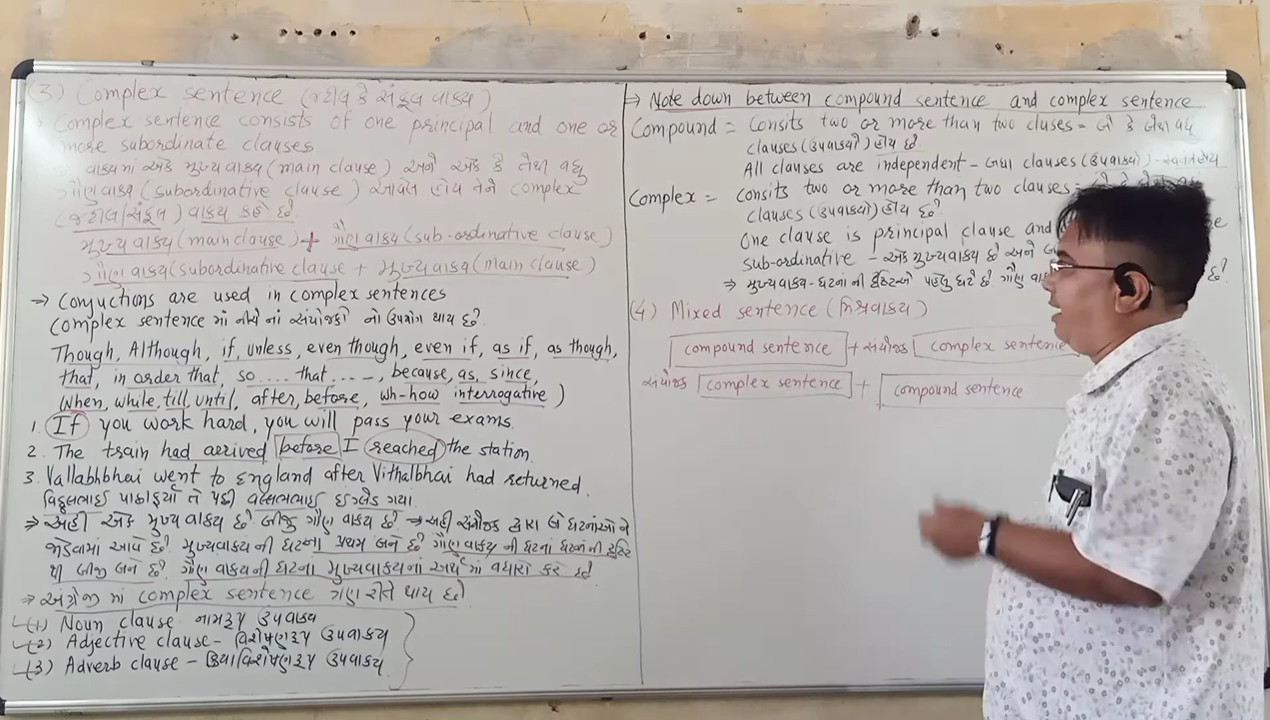 (3) Complex sentence (જટીલ કે સંકુલ વાક્ય)
Complex sentence consists of one principal and one or
more subordinate clauses.
વાક્યમાં એક મુખ્યવાક્ય (main clause) અને એક કે તેથી વધુ
ગૌણવાક્ય (subordinative clause) આવેલ હોય તેને complex
(જટીલ/સંકુલ) વાક્ય કહે છે.
મુખ્ય વાક્ય (main clause) + ગૌણ વાક્ય (sub-ordinative clause)
ગૌણ વાક્ય (subordinative clause + મુખ્ય વાક્ય (main clause)
→ Conjuctions are used in complex sentences
Complex sentence માં નીચે નાં સંયોજકો નો ઉપયોગ થાય છે.
Though, Although, if, unless, even though, even if, as if, as though,
that, in order that, so .... that ...., because, as, since,
(when, while, till, until, after, before, wh-how interrogative)
1. If you work hard, you will pass your exams.
2. The train had arrived before I reached the station.
3. Vallabhbhai went to England after Vithalbhai had returned.
વિઠ્ઠલભાઈ પાછા ફર્યા તે પછી વલ્લભભાઈ ઈંગ્લેંડ ગયા.
⇒ અહીં એક મુખ્ય વાક્ય છે બીજુ ગૌણ વાક્ય છે. → અહીં સંયોજક દ્વારા બે ઘટનાઓ ને
જોડવામાં આવે છે. મુખ્યવાક્ય ની ઘટના પ્રથમ બને છે ગૌણ વાક્ય ની ઘટના ની દ્રષ્ટિ
થી બીજી બને છે. ગૌણ વાક્યની ઘટના મુખ્યવાક્યના અર્થમાં વધારો કરે છે.
⇒ અંગ્રેજી માં complex sentence ત્રણ રીતે થાય છે.
(1) Noun clause નામરૂપ ઉપવાક્ય
(2) Adjective clause - વિશેષણરૂપ ઉપવાક્ય
(3) Adverb clause - ક્રિયાવિશેષણરૂપ ઉપવાક્ય
⇒ Note down between compound sentence and complex sentence
Compound = Consits two or more than two cluses = બે કે બેથી વધુ
clauses (ઉપવાક્યો) હોય છે.
All clauses are independent - બધા clauses (ઉપવાક્યો) - સ્વતંત્ર હોય
Complex = consits two or more than two clauses =
clauses (ઉપવાક્યો) હોય છે.
One clause is principal clause and
sub-ordinative - એક મુખ્યવાક્ય છે અને
⇒ મુખ્યવાક્ય - ઘટના ની દ્રષ્ટિએ પહેલુ ઘટે છે ગૌણ છે.
(4) Mixed sentence (મિશ્રવાક્ય)
compound sentence + સંયોજક complex sentence
સંયોજક complex sentence + compound sentence